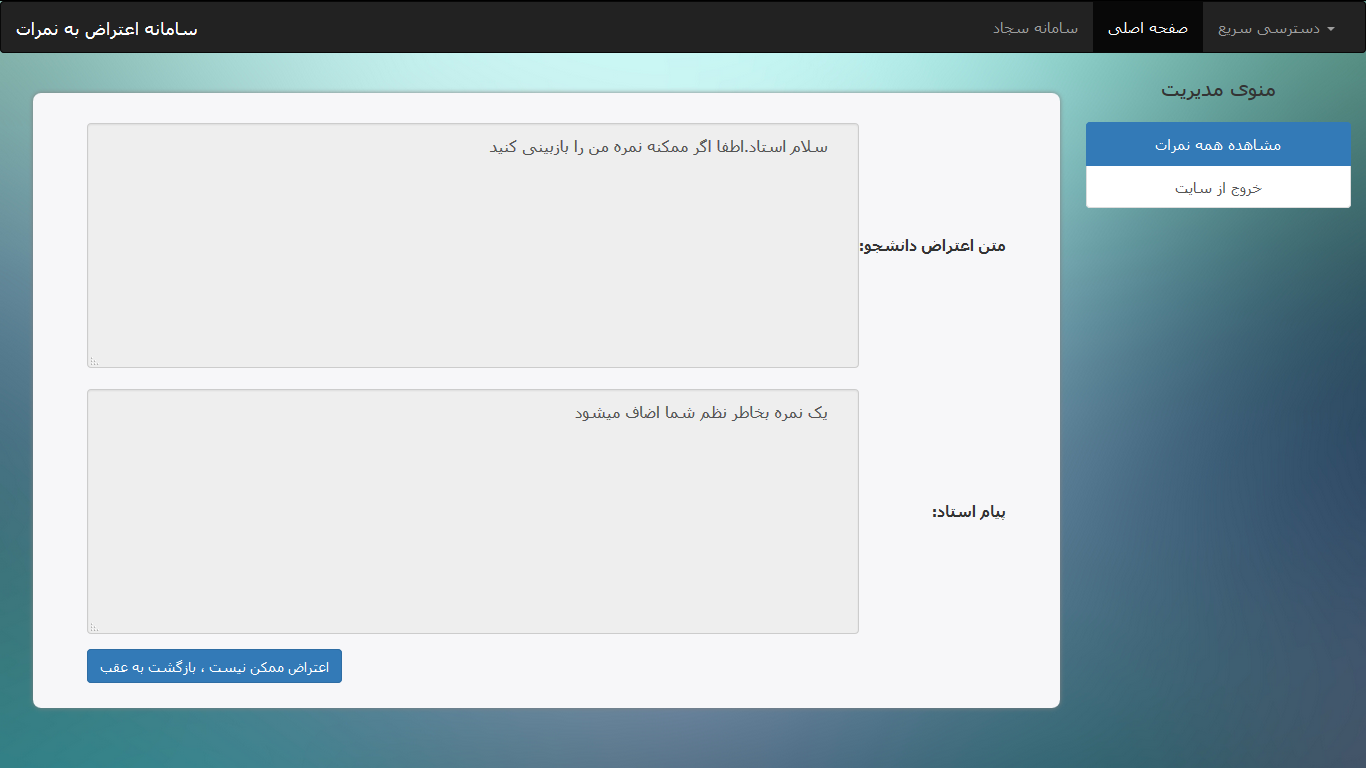 سامانه اعتراض به نمرات
سامانه سجاد
صفحه اصلی
دسترسی سریع
منوی مدیریت
مشاهده همه نمرات
خروج از سایت
متن اعتراض دانشجو:
سلام استاد.اطفا اگر ممکنه نمره من را بازبینی کنید
پیام استاد:
یک نمره بخاطر نظم شما اضاف میشود
اعتراض ممکن نیست ، بازگشت به عقب